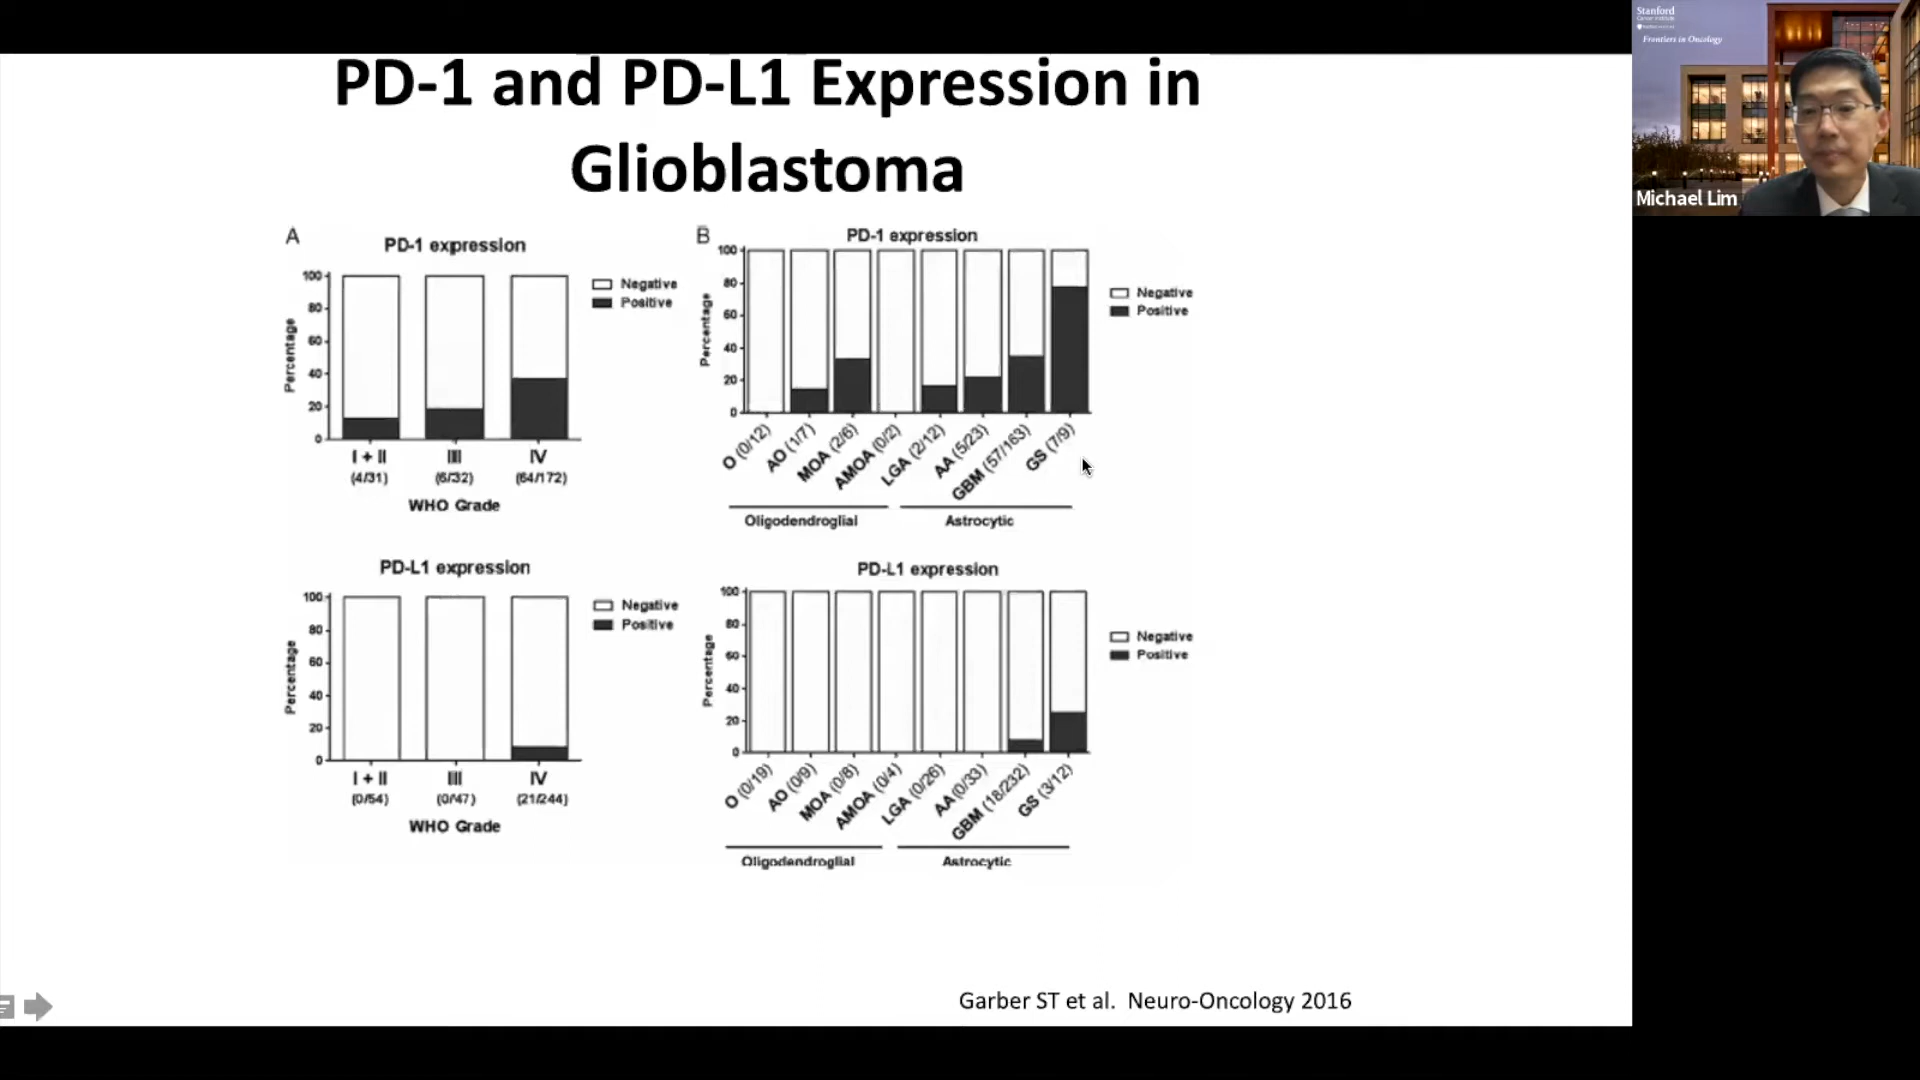 PD-1 and PD-L1 Expression in
Glioblastoma
A
PD-1 expression
Percentage
100
80
60
40
20
0
Negative
Positive
I + II
III
IV
(4/31)
(6/32)
(64/172)
WHO Grade
B
PD-1 expression
Percentage
100
80
60
40
20
0
Negative
Positive
O (0/12)
AO (1/7)
MOA (2/6)
AMOA (0/2)
LGA (2/12)
AA (5/23)
GBM (57/163)
GS (7/9)
Oligodendroglial
Astrocytic
PD-L1 expression
Percentage
100
80
60
40
20
0
Negative
Positive
I + II
III
IV
(0/54)
(0/47)
(21/244)
WHO Grade
PD-L1 expression
Percentage
100
80
60
40
20
0
Negative
Positive
O (0/19)
AO (0/9)
MOA (0/8)
AMOA (0/4)
LGA (0/26)
AA (0/33)
GBM (18/232)
GS (3/12)
Oligodendroglial
Astrocytic
Garber ST et al. Neuro-Oncology 2016
Stanford
Frontiers in Oncology
Michael Lim